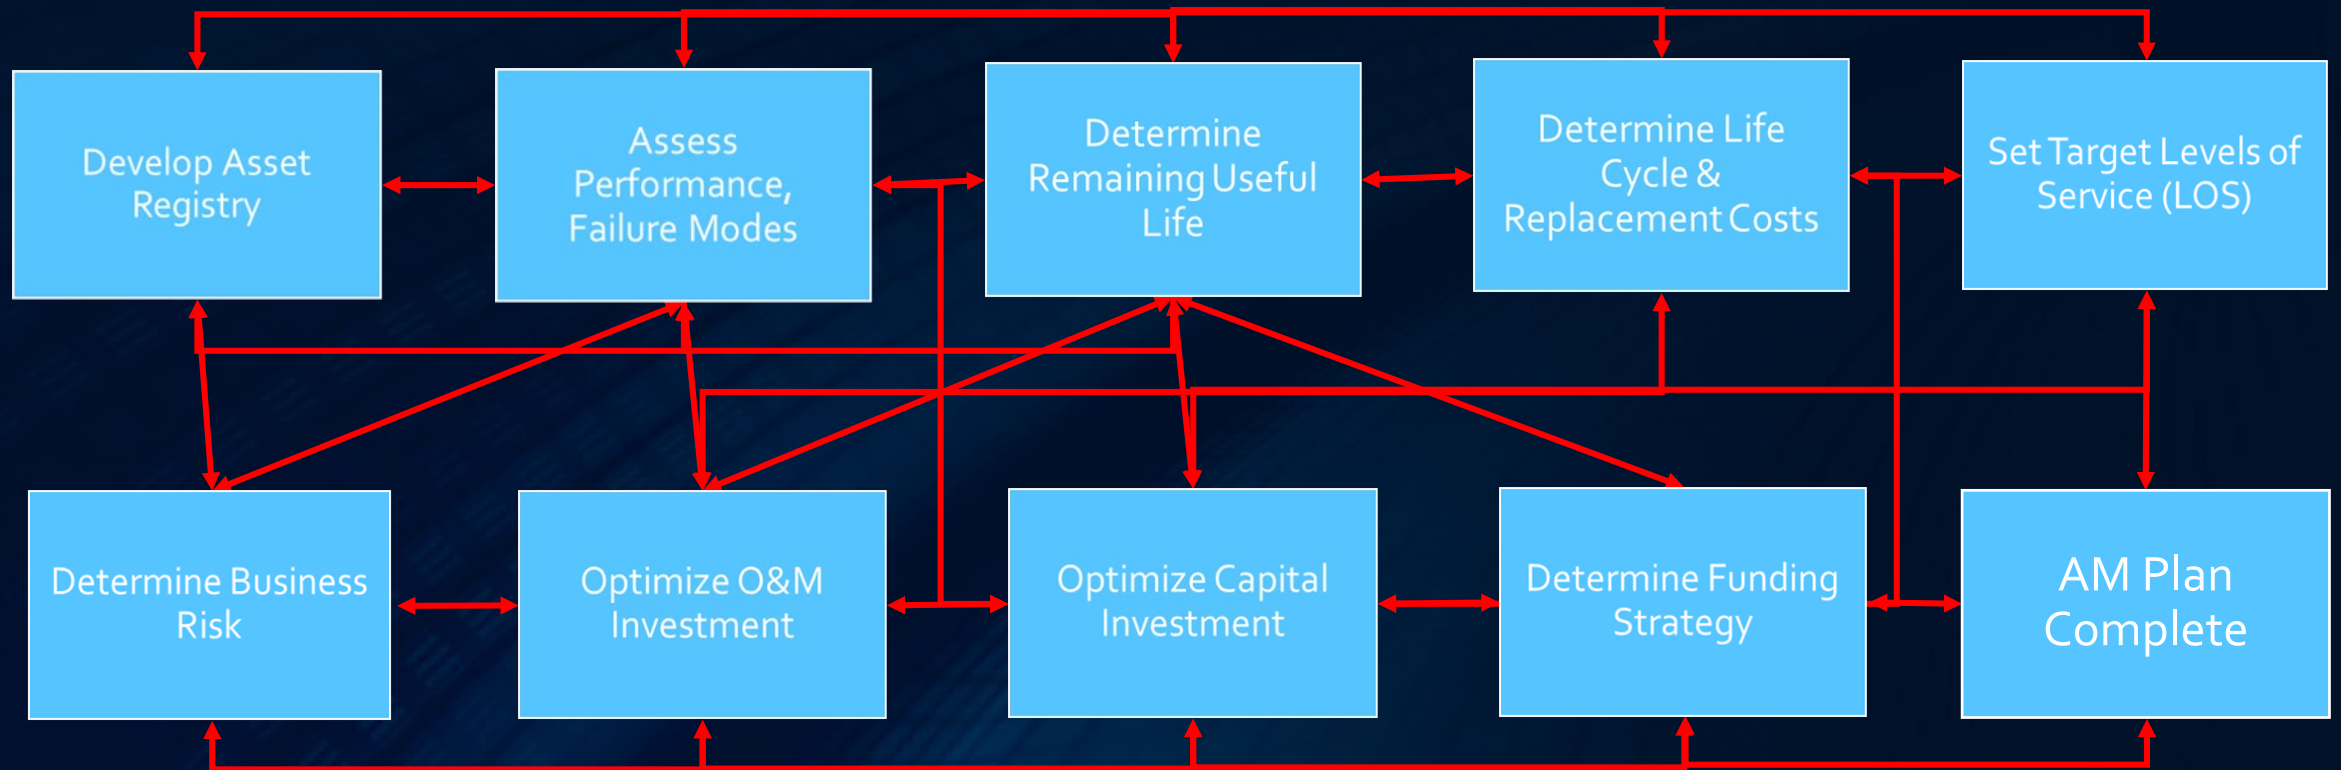 Develop Asset
Registry
Assess
Performance,
Failure Modes
Determine
Remaining Useful
Life
Determine Life
Cycle &
Replacement Costs
Set Target Levels of
Service (LOS)
Determine Business
Risk
Optimize O&M
Investment
Optimize Capital
Investment
Determine Funding
Strategy
AM Plan
Complete